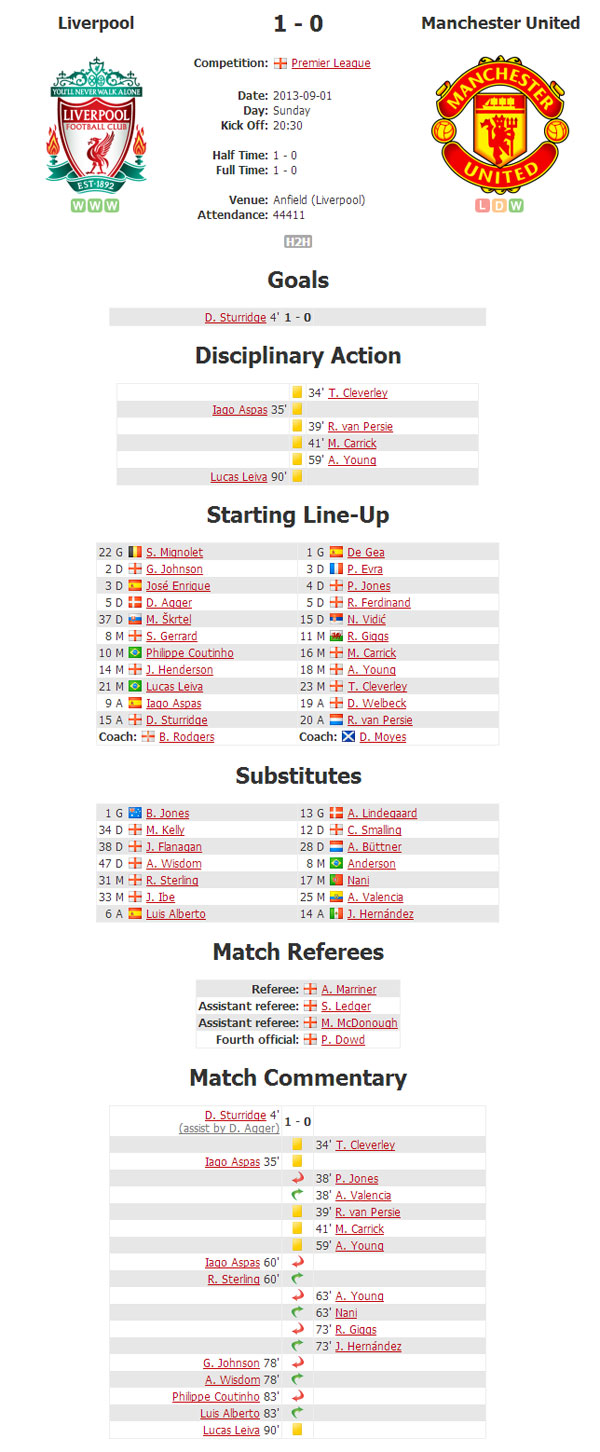 Liverpool 1 - 0 Manchester United
YOU'LL NEVER WALK ALONE
LIVERPOOL
FOOTBALL CLUB
EST·1892
MANCHESTER
UNITED
W W W
L D W
Competition: Premier League
Date: 2013-09-01
Day: Sunday
Kick Off: 20:30
Half Time: 1 - 0
Full Time: 1 - 0
Venue: Anfield (Liverpool)
Attendance: 44411
H2H
Goals
D. Sturridge 4' 1 - 0
Disciplinary Action
34' T. Cleverley
Iago Aspas 35'
39' R. van Persie
41' M. Carrick
59' A. Young
Lucas Leiva 90'
Starting Line-Up
22 G S. Mignolet 1 G De Gea
2 D G. Johnson 3 D P. Evra
3 D José Enrique 4 D P. Jones
5 D D. Agger 5 D R. Ferdinand
37 D M. Škrtel 15 D N. Vidić
8 M S. Gerrard 11 M R. Giggs
10 M Philippe Coutinho 16 M M. Carrick
14 M J. Henderson 18 M A. Young
21 M Lucas Leiva 23 M T. Cleverley
9 A Iago Aspas 19 A D. Welbeck
15 A D. Sturridge 20 A R. van Persie
Coach: B. Rodgers Coach: D. Moyes
Substitutes
1 G B. Jones 13 G A. Lindegaard
34 D M. Kelly 12 D C. Smalling
38 D J. Flanagan 28 D A. Büttner
47 D A. Wisdom 8 M Anderson
31 M R. Sterling 17 M Nani
33 M J. Ibe 25 M A. Valencia
6 A Luis Alberto 14 A J. Hernández
Match Referees
Referee: A. Marriner
Assistant referee: S. Ledger
Assistant referee: M. McDonough
Fourth official: P. Dowd
Match Commentary
D. Sturridge 4' 1 - 0
(assist by D. Agger)
34' T. Cleverley
Iago Aspas 35'
38' P. Jones
38' A. Valencia
39' R. van Persie
41' M. Carrick
59' A. Young
Iago Aspas 60'
R. Sterling 60'
63' A. Young
63' Nani
73' R. Giggs
73' J. Hernández
G. Johnson 78'
A. Wisdom 78'
Philippe Coutinho 83'
Luis Alberto 83'
Lucas Leiva 90'